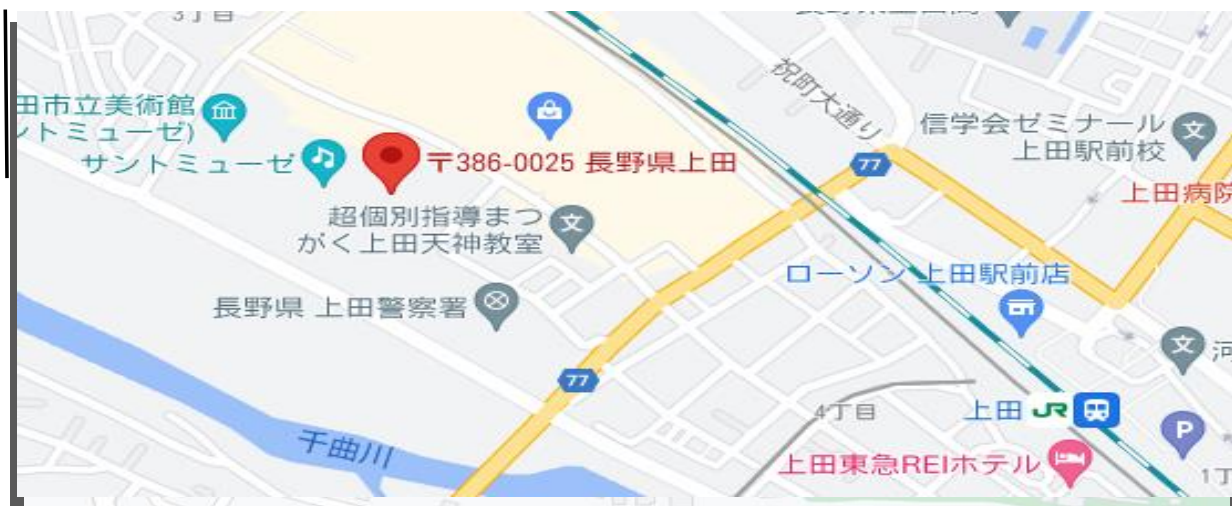 3丁目
祝町大通り
田市立美術館
ントミューゼ)
サントミューゼ
〒386-0025 長野県上田
77
信学会ゼミナール
上田駅前校
上田病院
超個別指導まつ
がく上田天神教室
ローソン 上田駅前店
長野県 上田警察署
文
河
77
4丁目
上田 JR
P
千曲川
上田東急REIホテル
1丁